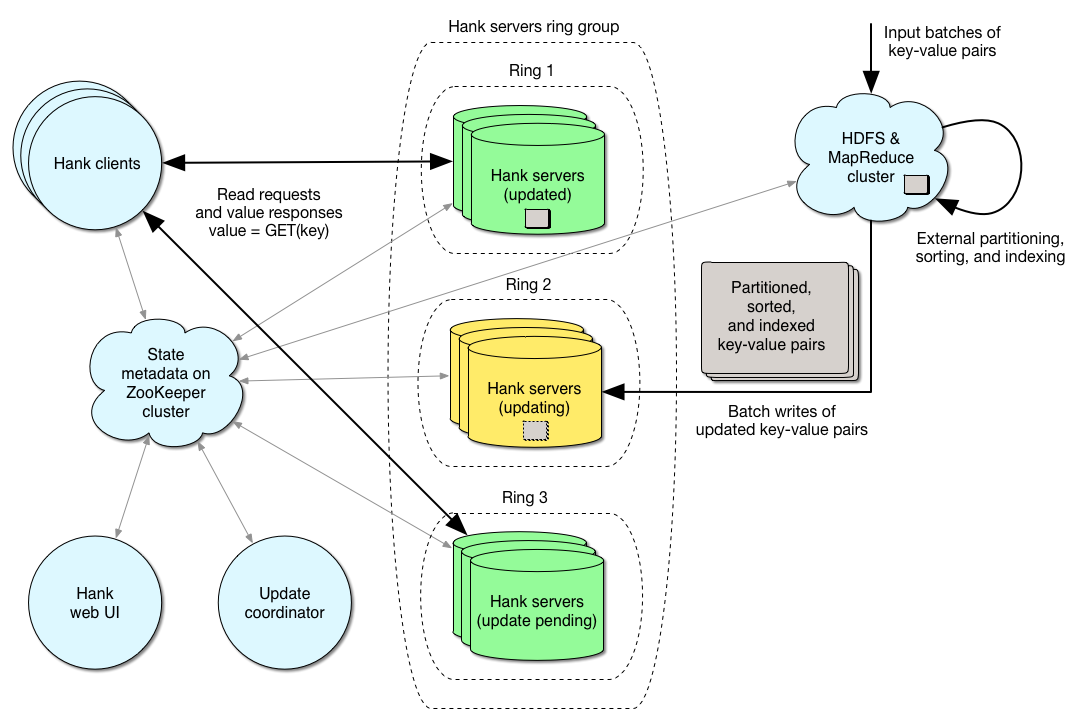 Hank servers ring group
Input batches of
key-value pairs
Ring 1
Hank clients
Hank servers
(updated)
HDFS &
MapReduce
cluster
Read requests
and value responses
value = GET(key)
External partitioning,
sorting, and indexing
Ring 2
Partitioned,
sorted,
and indexed
key-value pairs
State
metadata on
ZooKeeper
cluster
Hank servers
(updating)
Batch writes of
updated key-value pairs
Ring 3
Hank
web UI
Update
coordinator
Hank servers
(update pending)